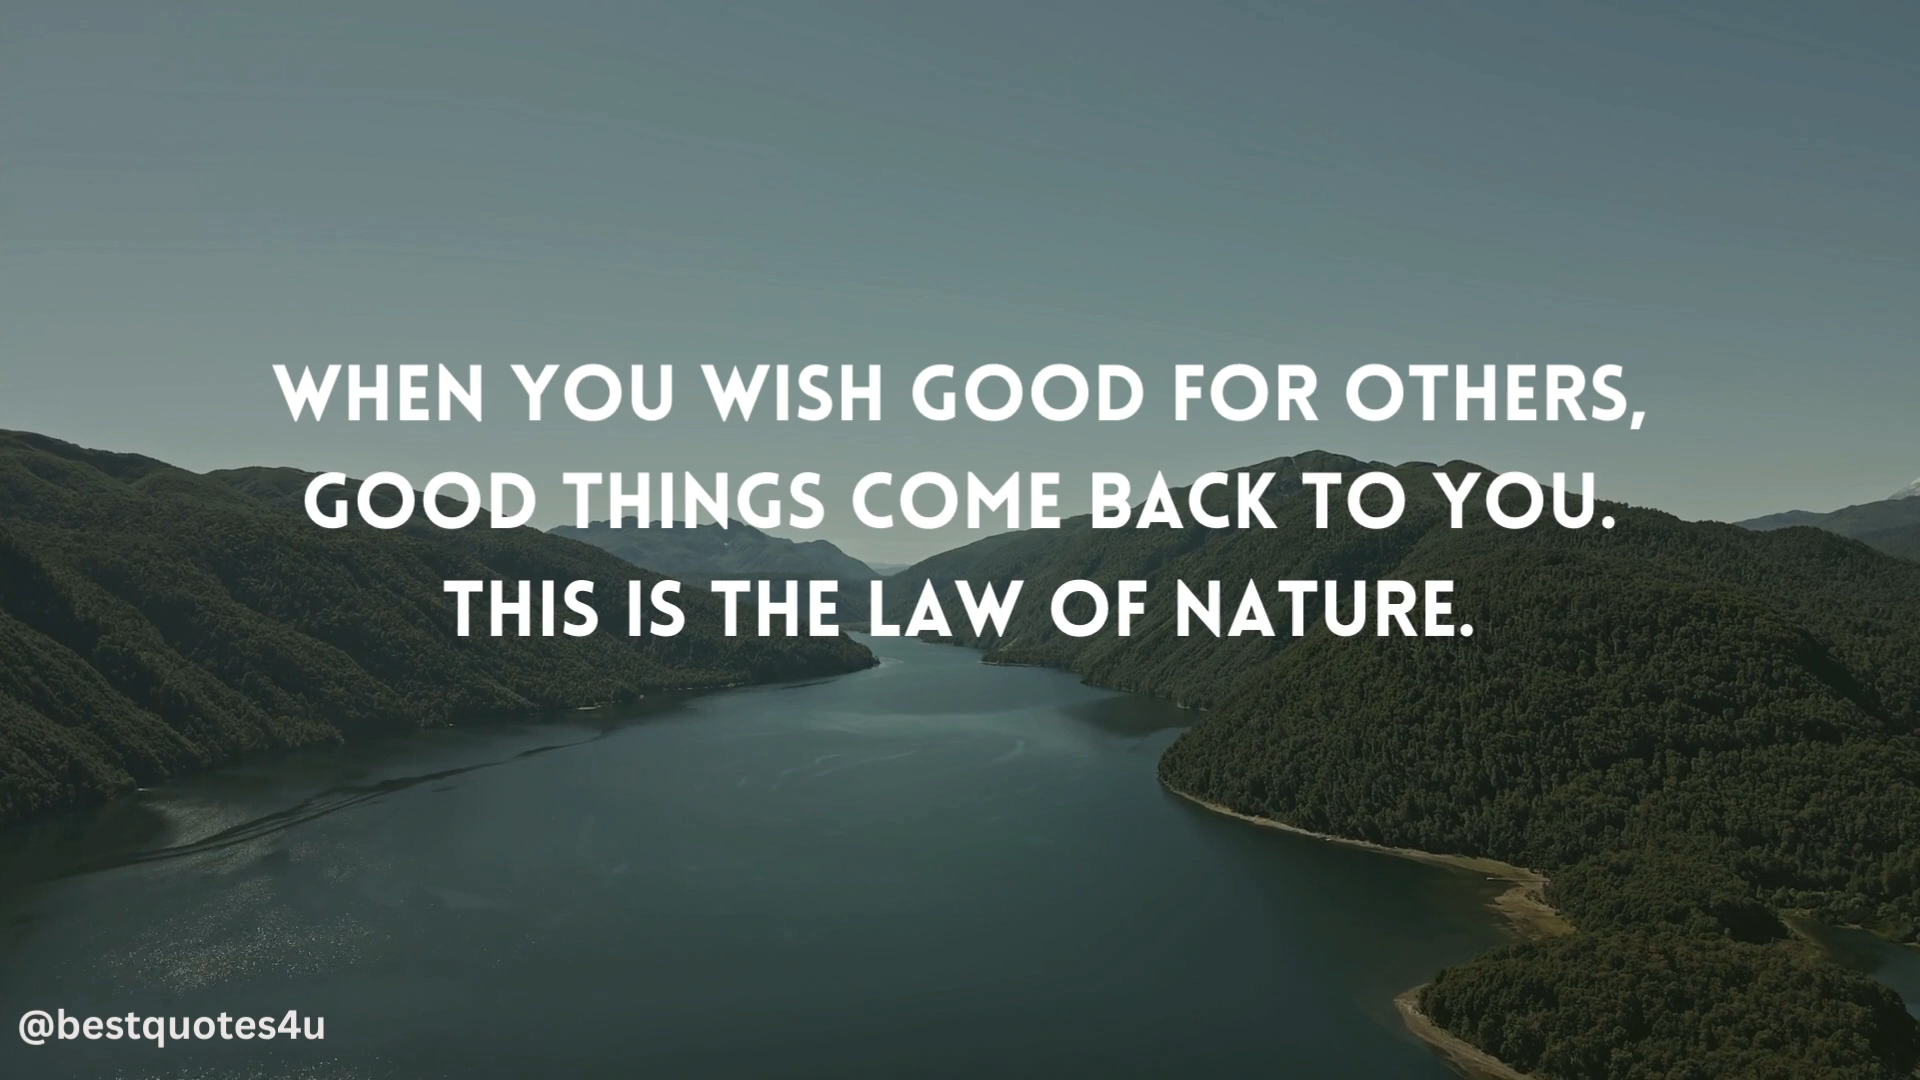 WHEN YOU WISH GOOD FOR OTHERS,
GOOD THINGS COME BACK TO YOU.
THIS IS THE LAW OF NATURE.
@bestquotes4u